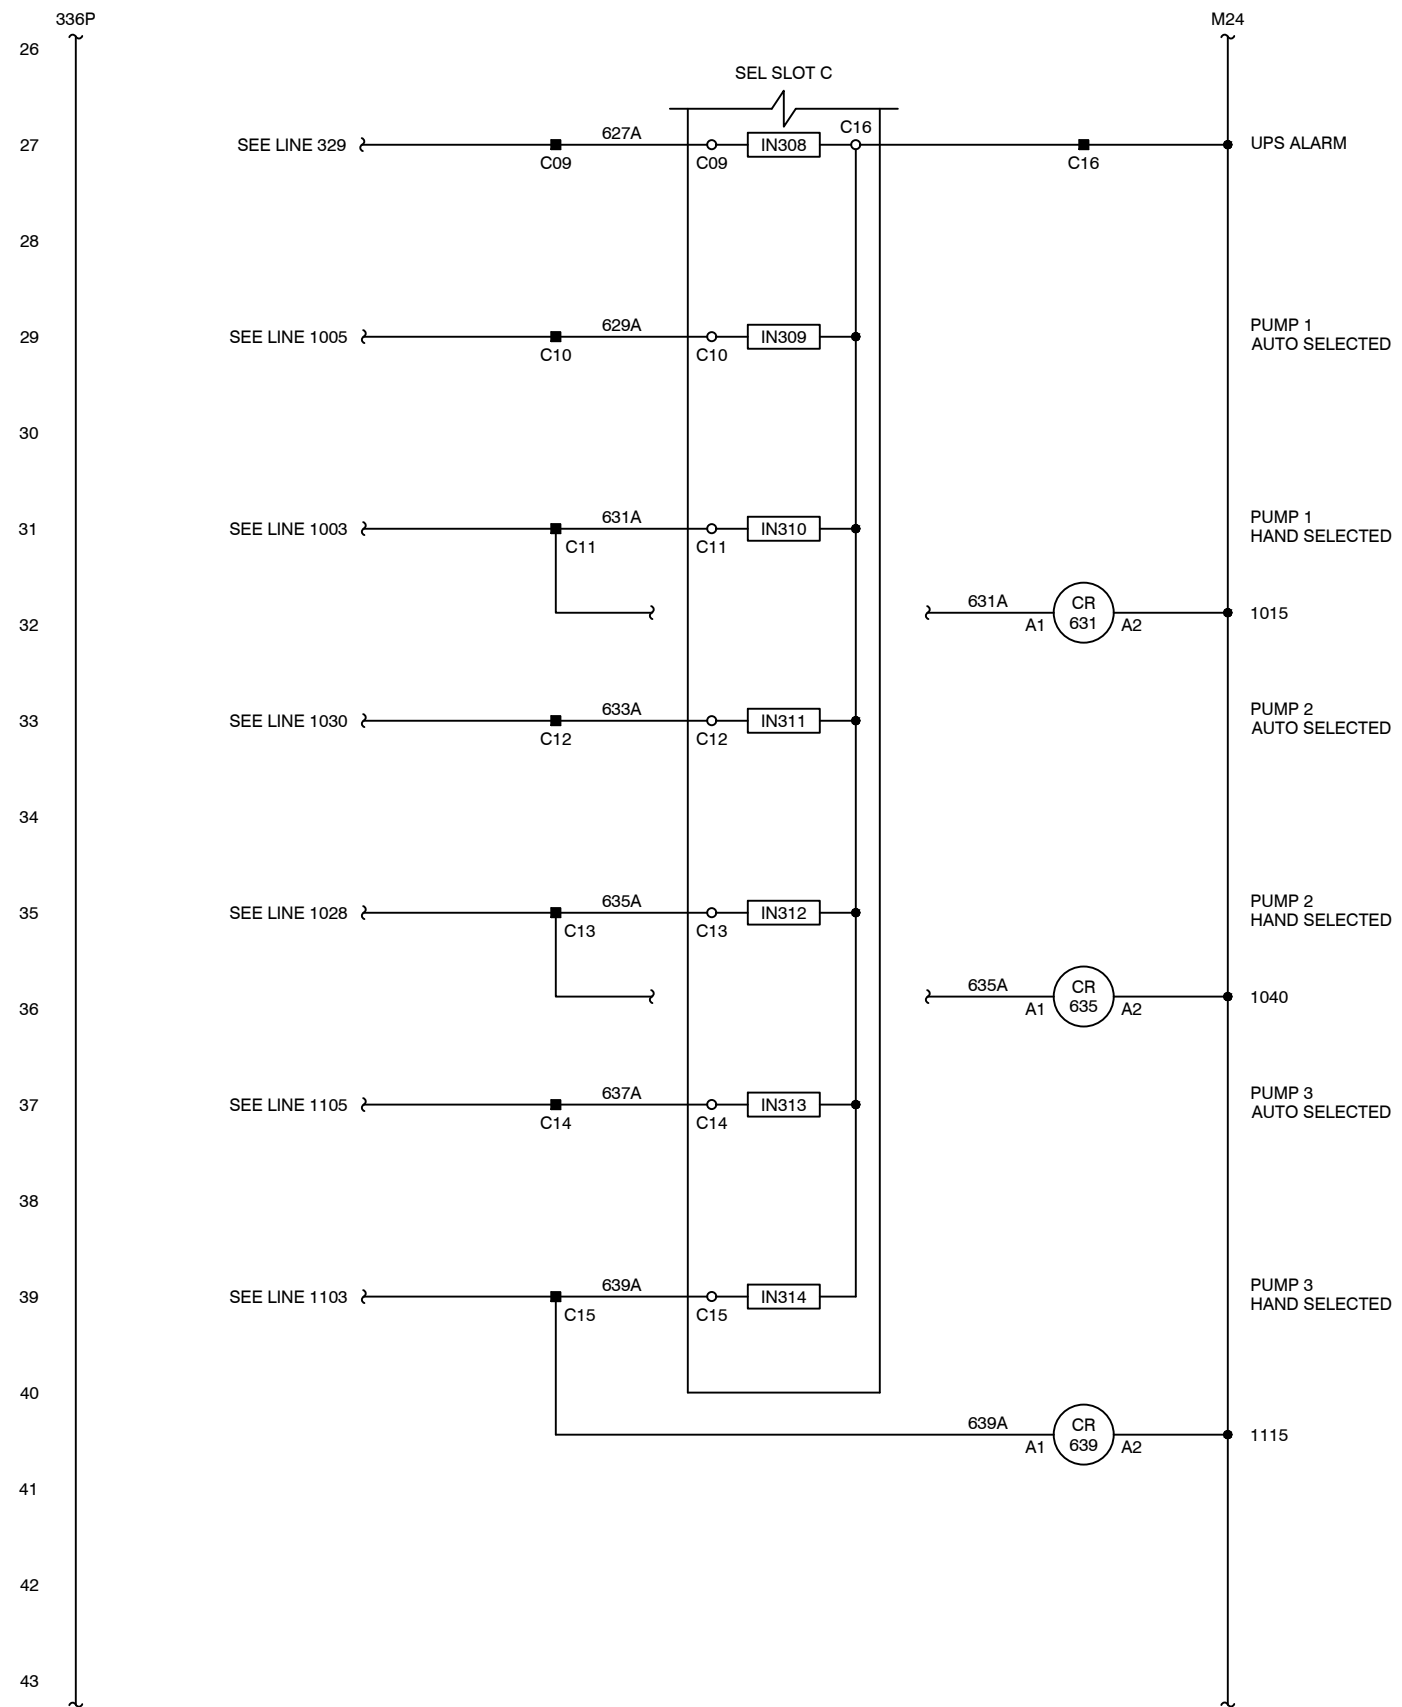 336P
M24
26
SEL SLOT C
27
SEE LINE 329
C09
627A
C09
IN308
C16
C16
UPS ALARM
28
29
SEE LINE 1005
C10
629A
C10
IN309
PUMP 1
AUTO SELECTED
30
31
SEE LINE 1003
C11
631A
C11
IN310
PUMP 1
HAND SELECTED
32
631A
A1
CR
631
A2
1015
33
SEE LINE 1030
C12
633A
C12
IN311
PUMP 2
AUTO SELECTED
34
35
SEE LINE 1028
C13
635A
C13
IN312
PUMP 2
HAND SELECTED
36
635A
A1
CR
635
A2
1040
37
SEE LINE 1105
C14
637A
C14
IN313
PUMP 3
AUTO SELECTED
38
39
SEE LINE 1103
C15
639A
C15
IN314
PUMP 3
HAND SELECTED
40
639A
A1
CR
639
A2
1115
41
42
43